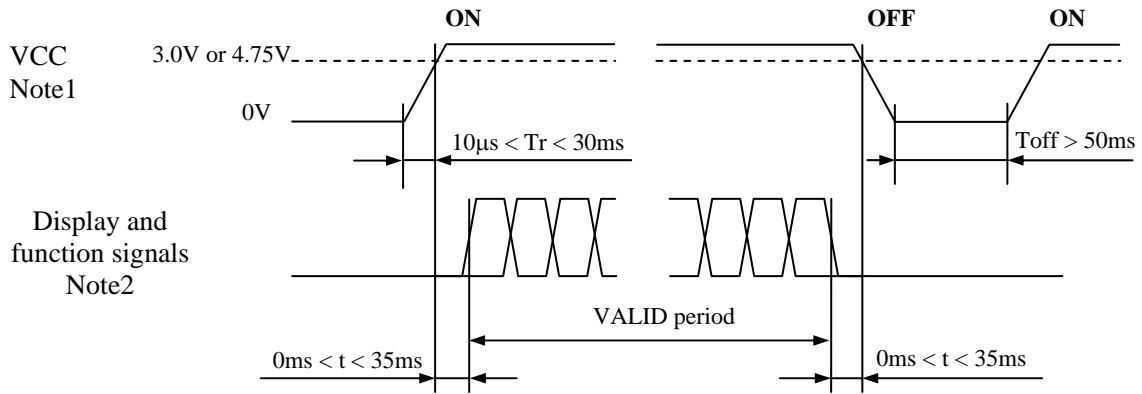 ON
OFF
ON
VCC
Note1
3.0V or 4.75V
0V
10μs < Tr < 30ms
Toff > 50ms
Display and
function signals
Note2
VALID period
0ms < t < 35ms
0ms < t < 35ms